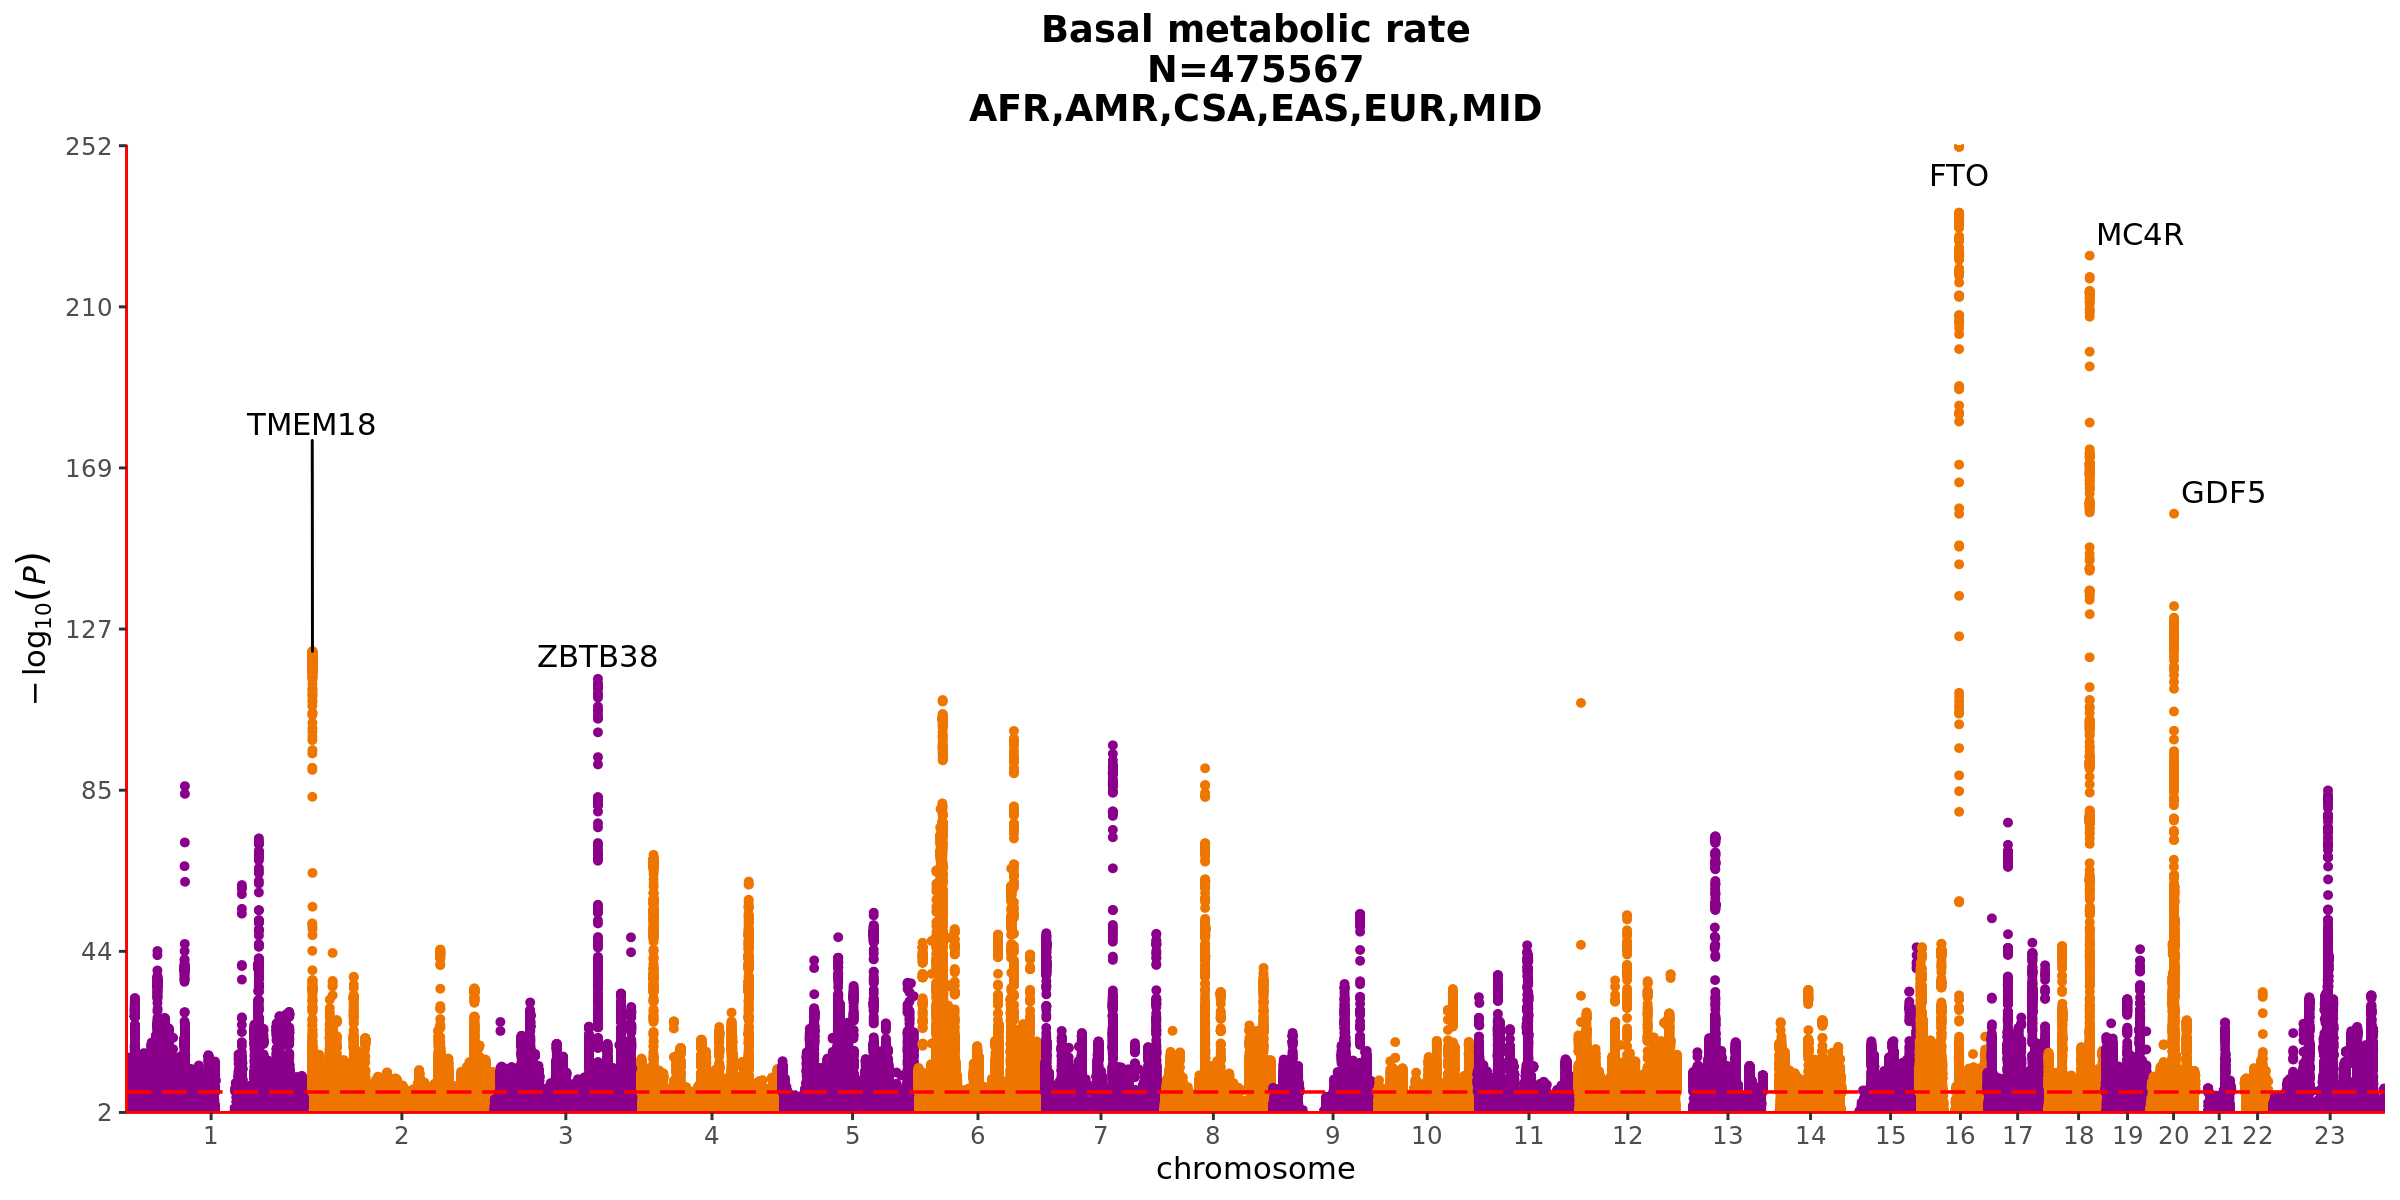 Basal metabolic rate
N=475567
AFR,AMR,CSA,EAS,EUR,MID
252
FTO
MC4R
210
TMEM18
169
GDF5
127
ZBTB38
85
44
2
−log10(P)
1 2 3 4 5 6 7 8 9 10 11 12 13 14 15 16 17 18 19 20 21 22 23
chromosome